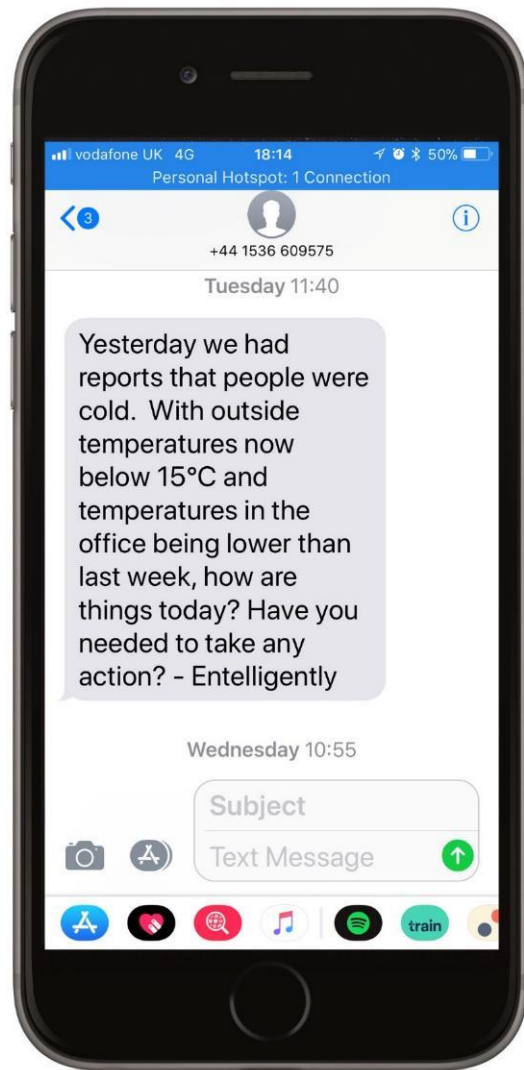 vodafone UK 4G 18:14 50%
Personal Hotspot: 1 Connection
3
+44 1536 609575
Tuesday 11:40
Yesterday we had
reports that people were
cold. With outside
temperatures now
below 15°C and
temperatures in the
office being lower than
last week, how are
things today? Have you
needed to take any
action? - Entelligently
Wednesday 10:55
Subject
Text Message
train